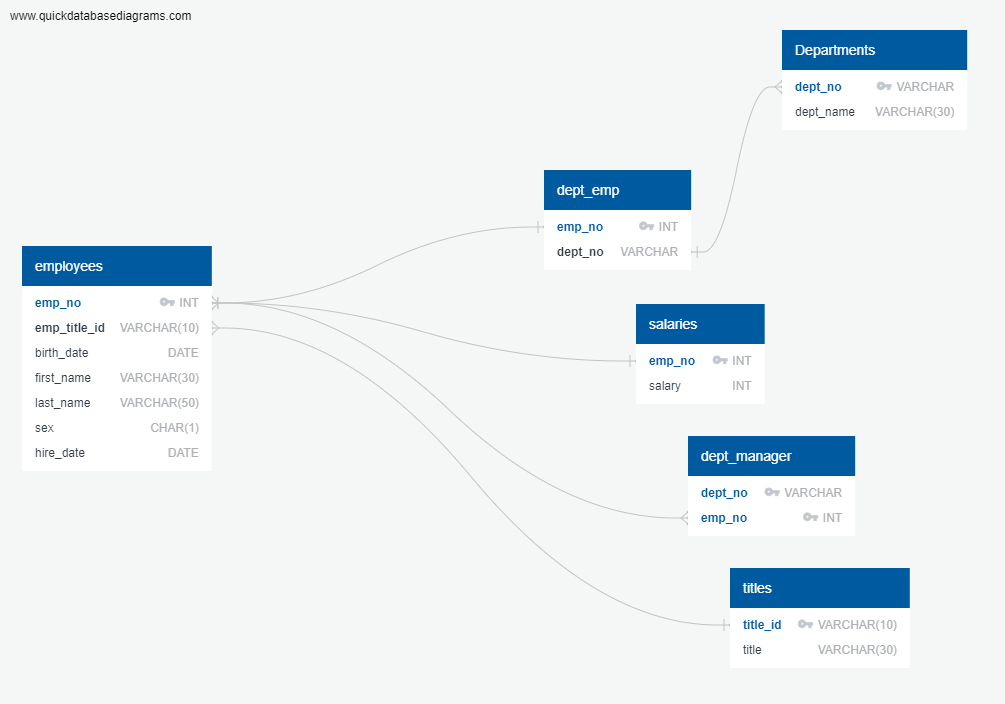 www.quickdatabasediagrams.com
Departments
dept_no VARCHAR
dept_name VARCHAR(30)
dept_emp
emp_no INT
dept_no VARCHAR
employees
emp_no INT
emp_title_id VARCHAR(10)
birth_date DATE
first_name VARCHAR(30)
last_name VARCHAR(50)
sex CHAR(1)
hire_date DATE
salaries
emp_no INT
salary INT
dept_manager
dept_no VARCHAR
emp_no INT
titles
title_id VARCHAR(10)
title VARCHAR(30)